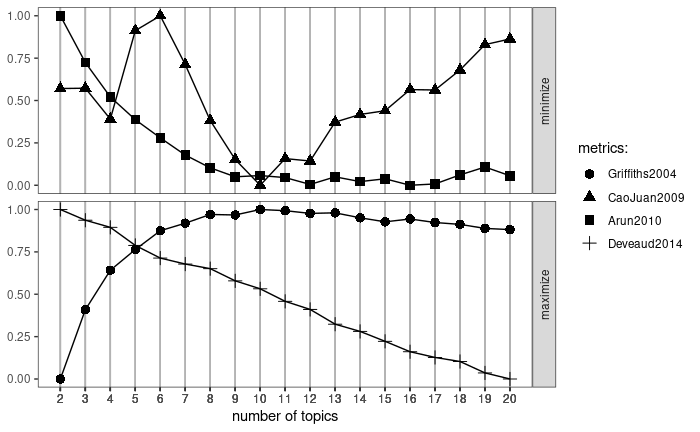 1.00
0.75
0.50
0.25
0.00
minimize
1.00
0.75
0.50
0.25
0.00
maximize
2 3 4 5 6 7 8 9 10 11 12 13 14 15 16 17 18 19 20
number of topics
metrics:
Griffiths2004
CaoJuan2009
Arun2010
Deveaud2014